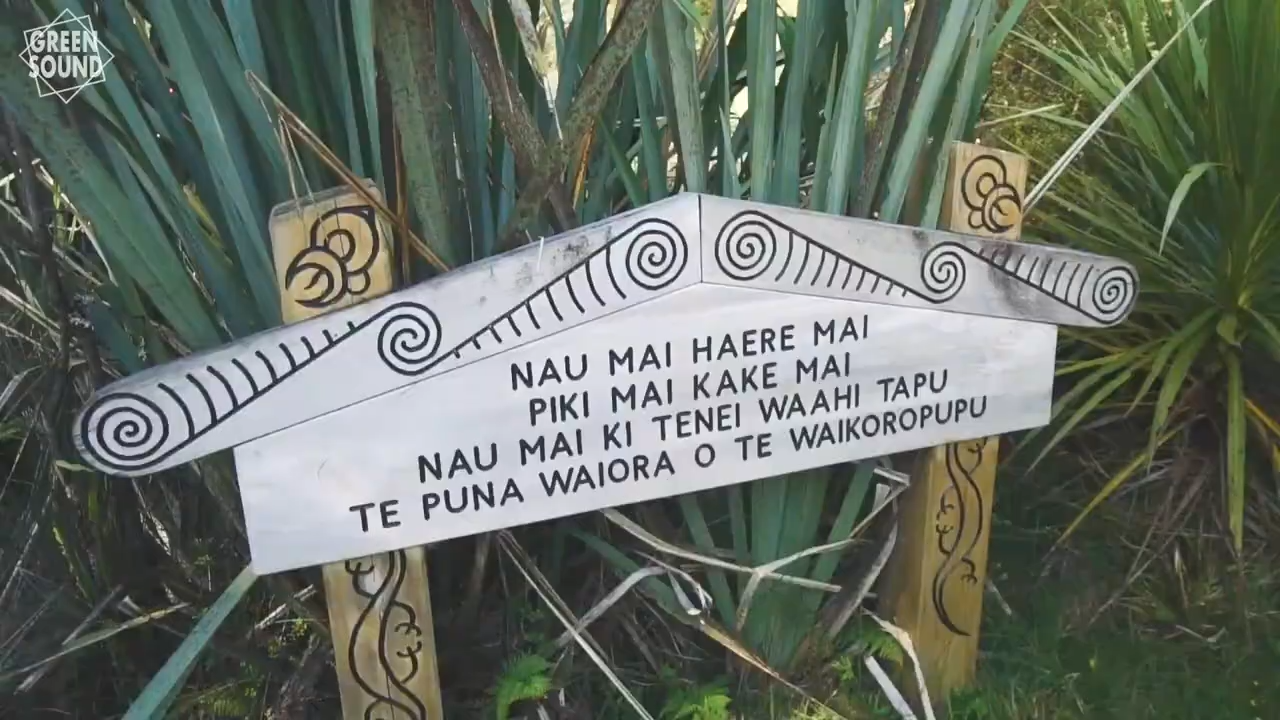 GREEN
SOUND
NAU MAI HAERE MAI
PIKI MAI KAKE MAI
NAU MAI KI TENEI WAAHI TAPU
TE PUNA WAIORA O TE WAIKOROPUPU